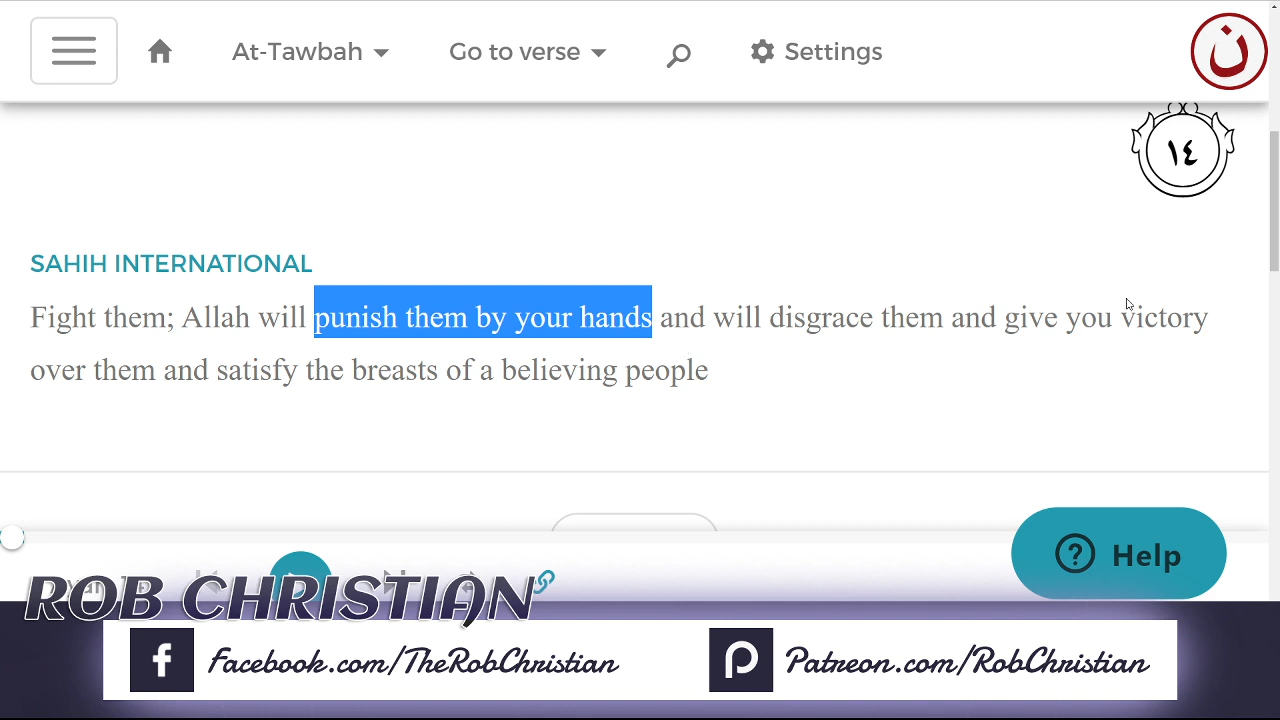 At-Tawbah
Go to verse
Settings
ن
١٤
SAHIH INTERNATIONAL
Fight them; Allah will punish them by your hands and will disgrace them and give you victory
over them and satisfy the breasts of a believing people
Help
ROB CHRISTIAN
Facebook.com/TheRobChristian
Patreon.com/RobChristian